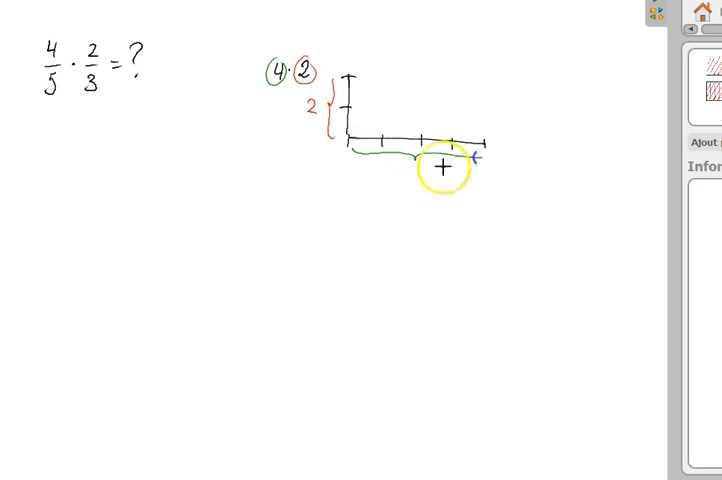 4/5 · 2/3 = ?
4 · 2
2
Ajout p
Infor